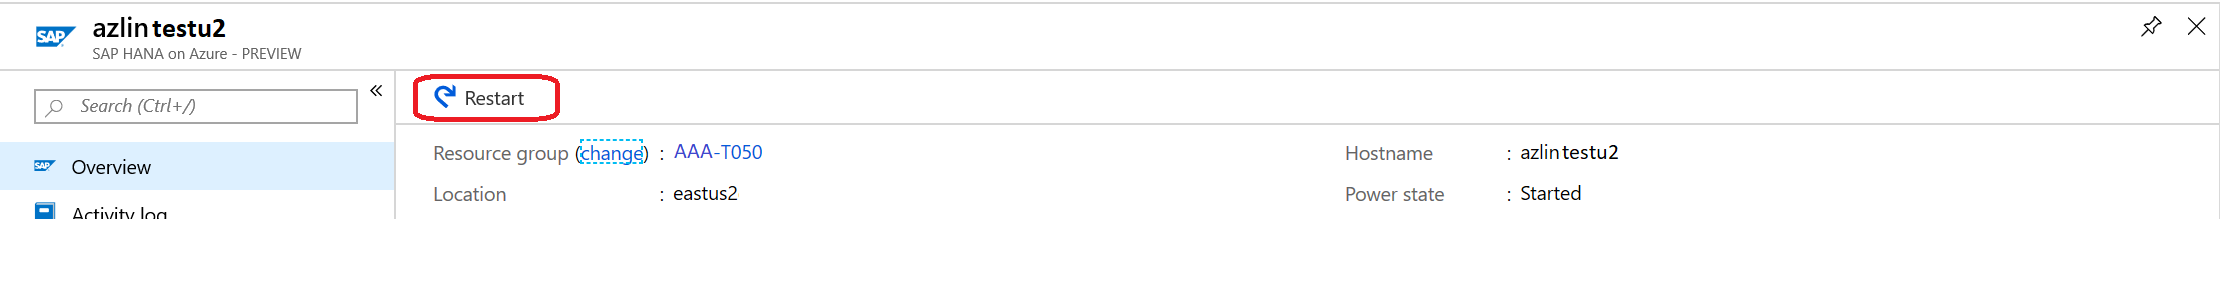 SAP
azlintestu2
SAP HANA on Azure - PREVIEW
Search (Ctrl+/)
«
Restart
Resource group (change) : AAA-T050
Hostname : azlintestu2
SAP Overview
Location : eastus2
Power state : Started
Activity log